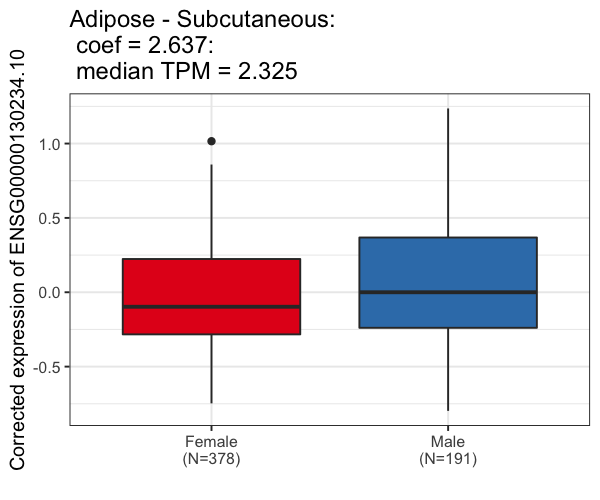 Adipose - Subcutaneous:
coef = 2.637:
median TPM = 2.325
Corrected expression of ENSG00000130234.10
1.0
0.5
0.0
-0.5
Female
(N=378)
Male
(N=191)